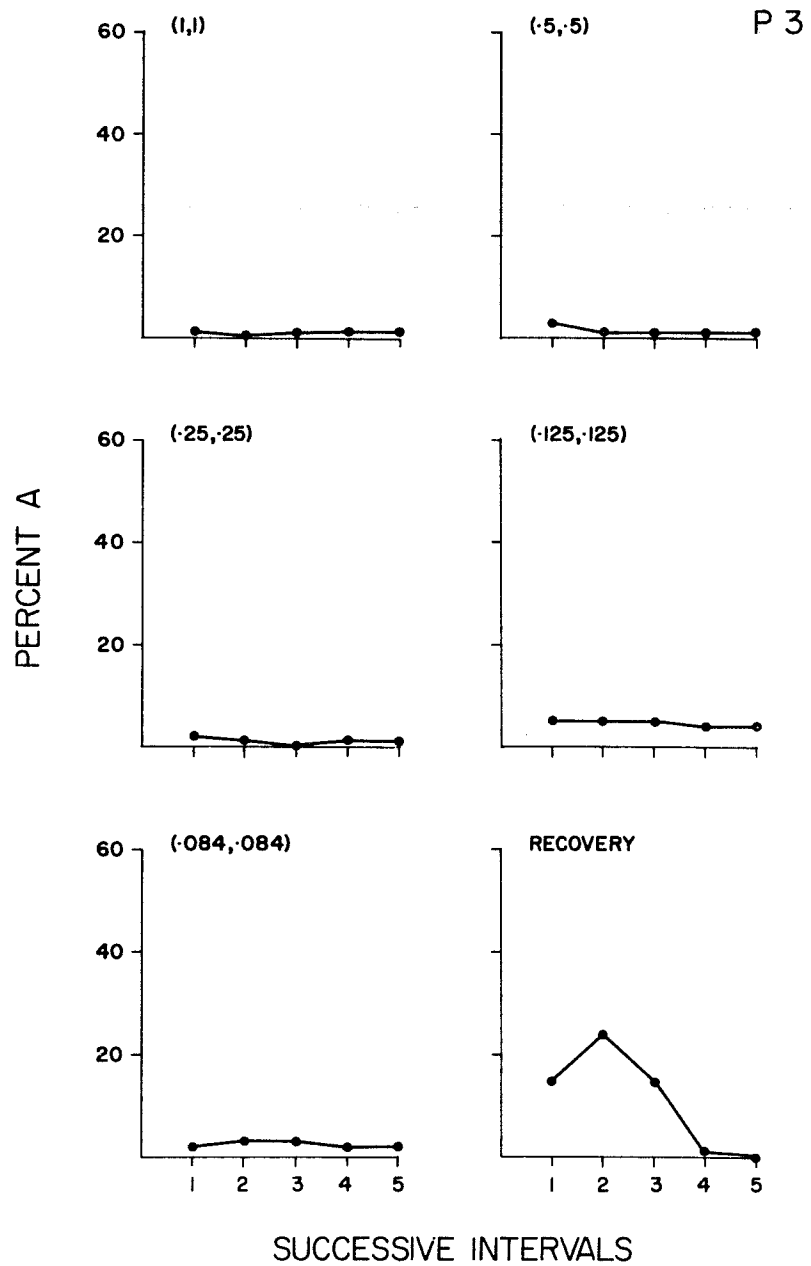 P 3
(1,1)
60
40
20
(·5,·5)
(·25,·25)
60
40
20
(·125,·125)
PERCENT A
(·084,·084)
60
40
20
1 2 3 4 5
RECOVERY
1 2 3 4 5
SUCCESSIVE INTERVALS